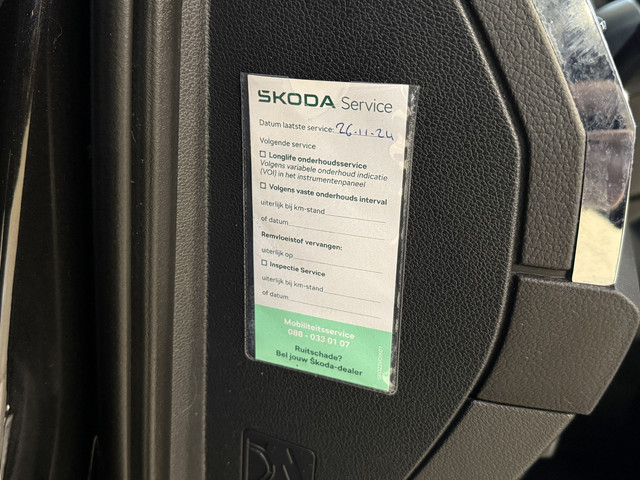 ŠKODA Service
Datum laatste service: 26-11-24
Volgende service
☐ Longlife onderhoudsservice
Volgens variabele onderhoud indicatie
(VOI) in het instrumentenpaneel
☐ Volgens vaste onderhouds interval
uiterlijk bij km-stand
of datum
Remvloeistof vervangen:
uiterlijk op
☐ Inspectie Service
uiterlijk bij km-stand
of datum
Mobiliteitsservice
088 - 033 01 07
Ruitschade?
Bel jouw Škoda-dealer